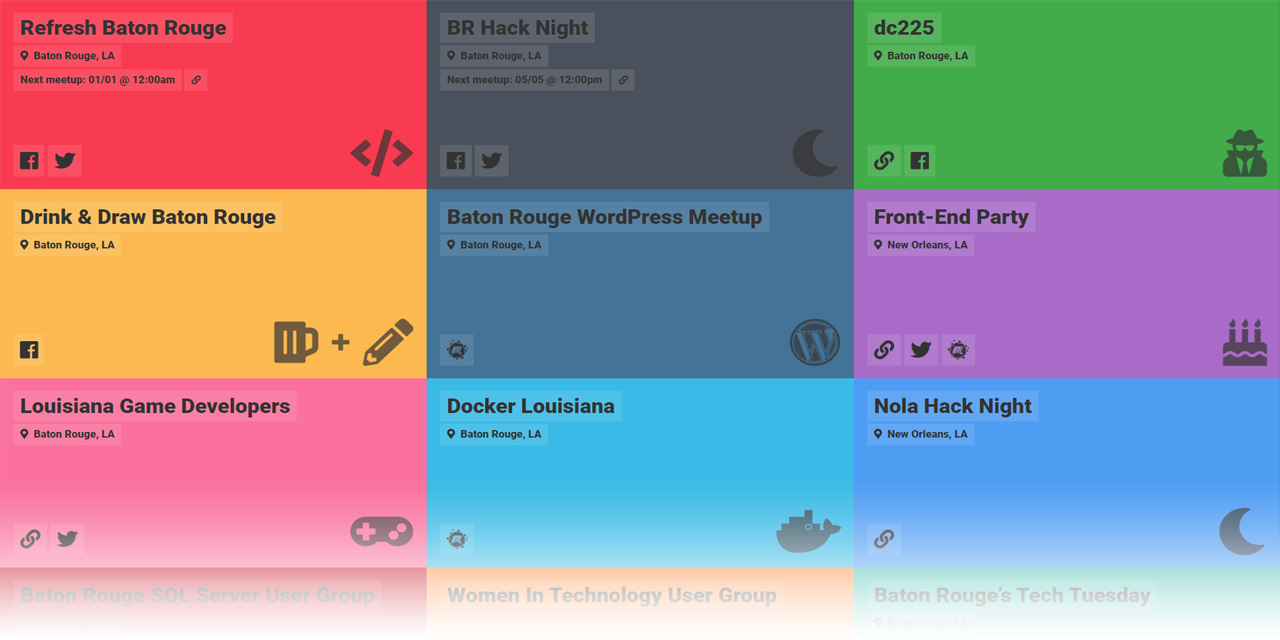 Refresh Baton Rouge
Baton Rouge, LA
Next meetup: 01/01 @ 12:00am
BR Hack Night
Baton Rouge, LA
Next meetup: 05/05 @ 12:00pm
dc225
Baton Rouge, LA
Drink & Draw Baton Rouge
Baton Rouge, LA
+
Baton Rouge WordPress Meetup
Baton Rouge, LA
Front-End Party
New Orleans, LA
Louisiana Game Developers
Baton Rouge, LA
Docker Louisiana
Baton Rouge, LA
Nola Hack Night
New Orleans, LA
Baton Rouge SQL Server User Group
Women In Technology User Group
Baton Rouge’s Tech Tuesday
Baton Rouge, LA